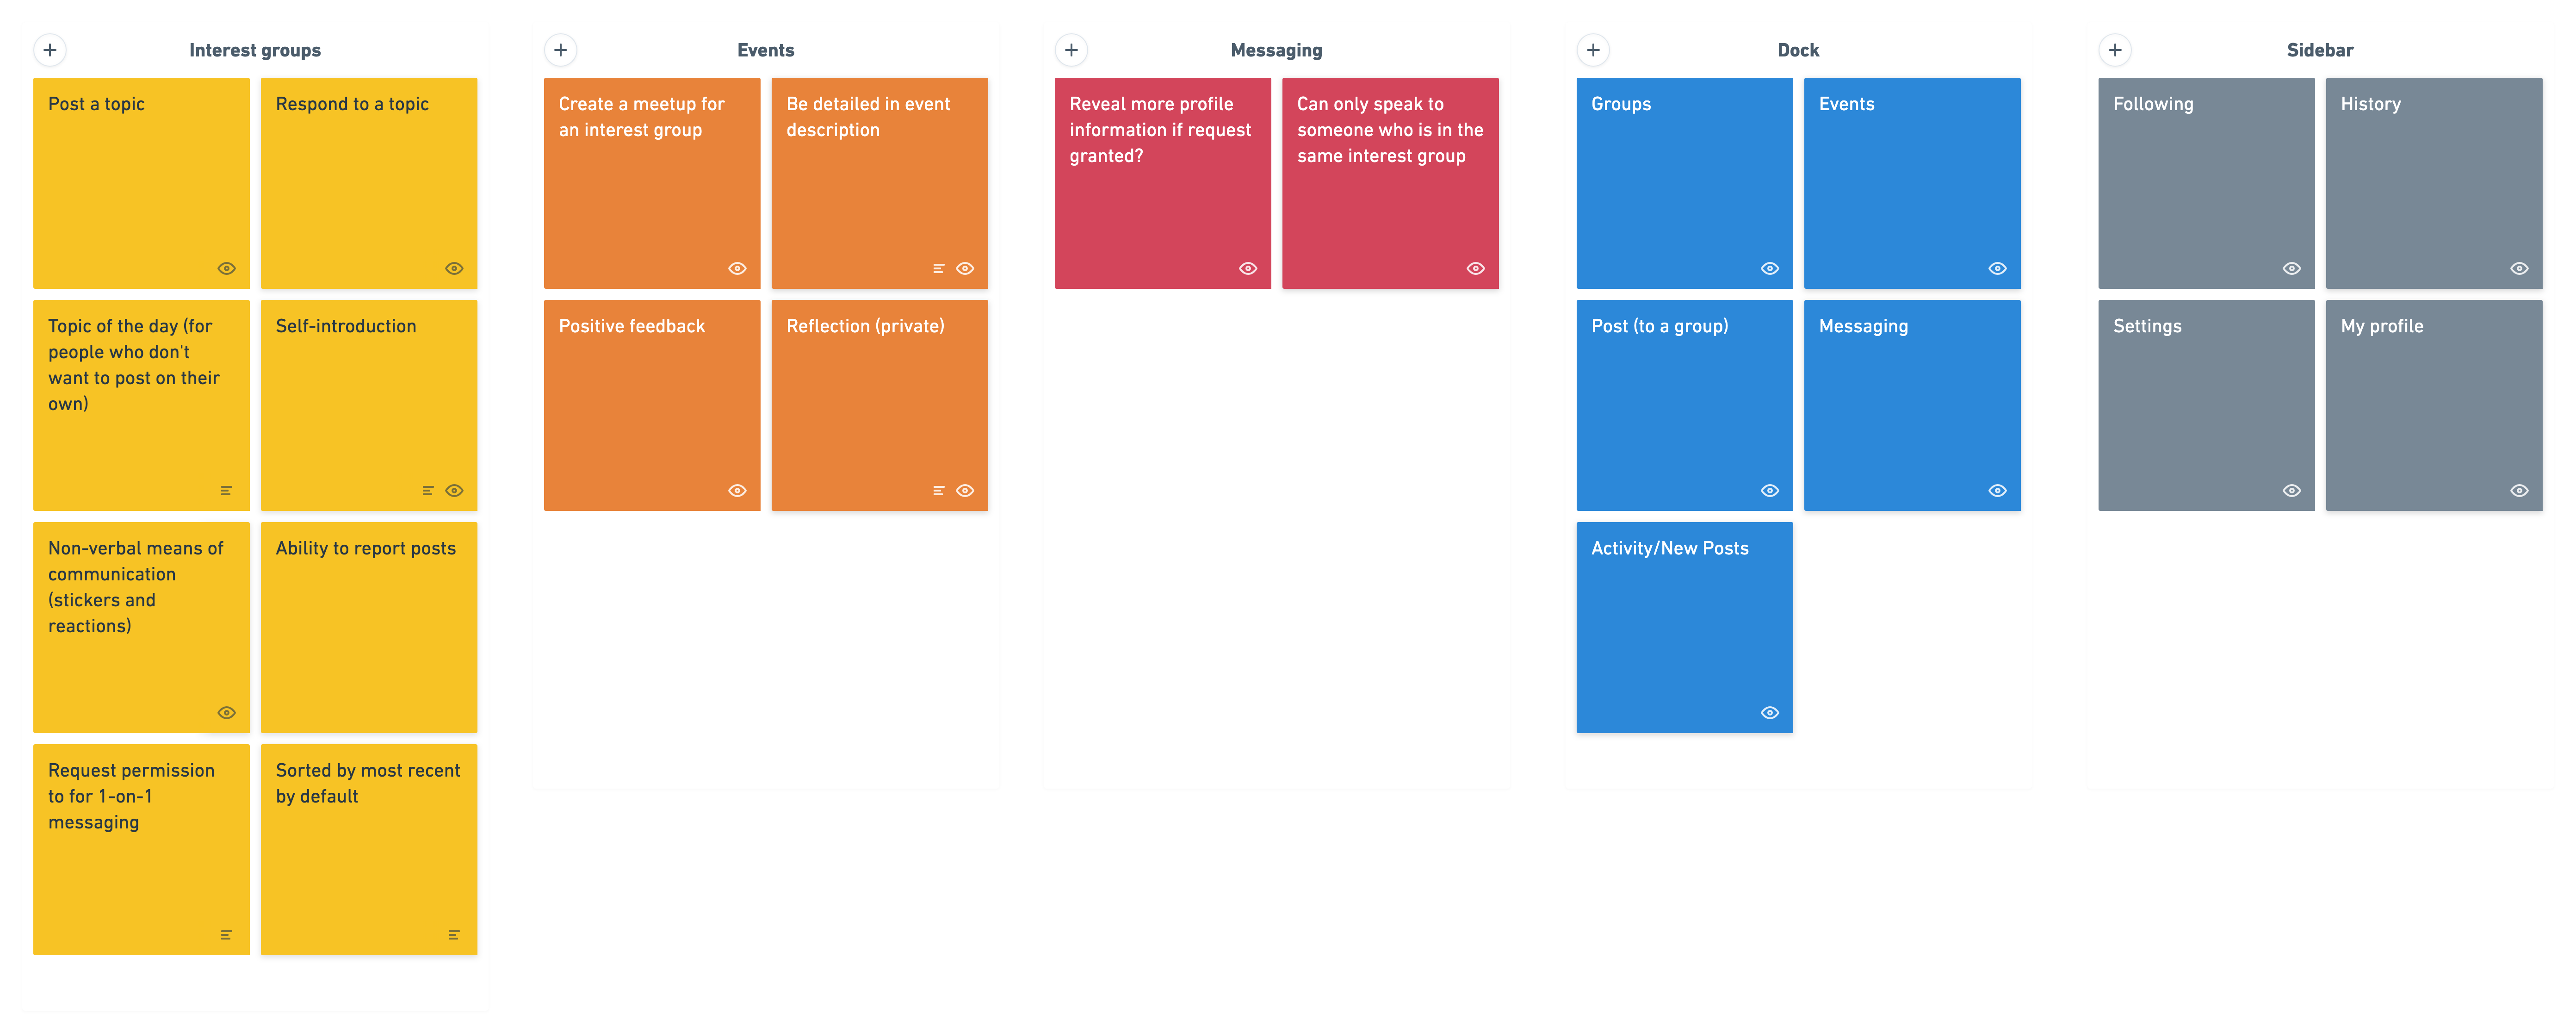 Interest groups
Post a topic
Respond to a topic
Topic of the day (for
people who don't
want to post on their
own)
Self-introduction
Non-verbal means of
communication
(stickers and
reactions)
Ability to report posts
Request permission
to for 1-on-1
messaging
Sorted by most recent
by default
Events
Create a meetup for
an interest group
Be detailed in event
description
Positive feedback
Reflection (private)
Messaging
Reveal more profile
information if request
granted?
Can only speak to
someone who is in the
same interest group
Dock
Groups
Events
Post (to a group)
Messaging
Activity/New Posts
Sidebar
Following
History
Settings
My profile